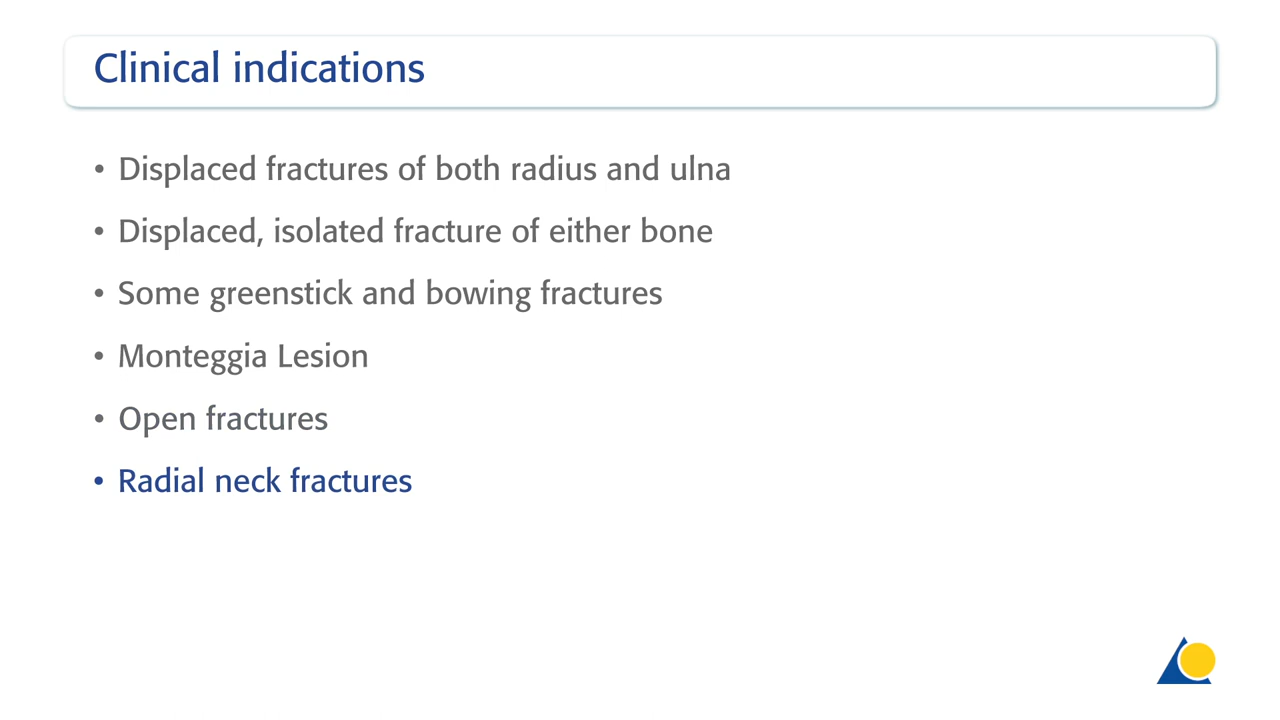 Clinical indications
• Displaced fractures of both radius and ulna
• Displaced, isolated fracture of either bone
• Some greenstick and bowing fractures
• Monteggia Lesion
• Open fractures
• Radial neck fractures